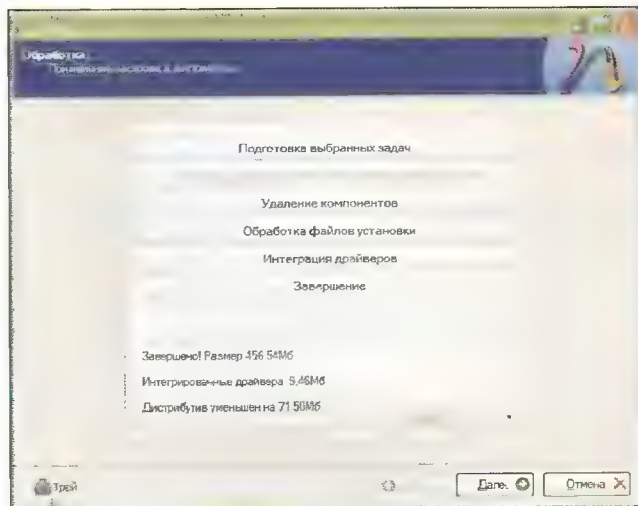 Обработка
Подготовка выбранных задач
Удаление компонентов
Обработка файлов установки
Интеграция драйверов
Завершение
Завершено! Размер 456.54Мб
Интегрированные драйвера 9,46Мб
Дистрибутив уменьшен на 71.50Мб
Трей
Далее
Отмена